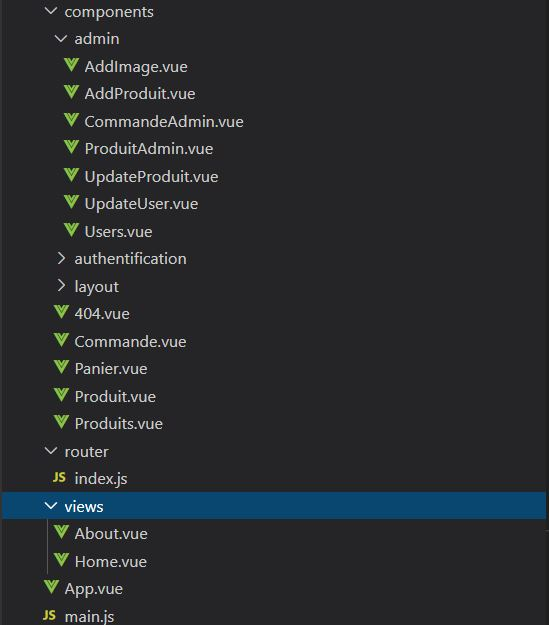 components
admin
AddImage.vue
AddProduit.vue
CommandeAdmin.vue
ProduitAdmin.vue
UpdateProduit.vue
UpdateUser.vue
Users.vue
authentification
layout
404.vue
Commande.vue
Panier.vue
Produit.vue
Produits.vue
router
JS index.js
views
About.vue
Home.vue
App.vue
JS main.js